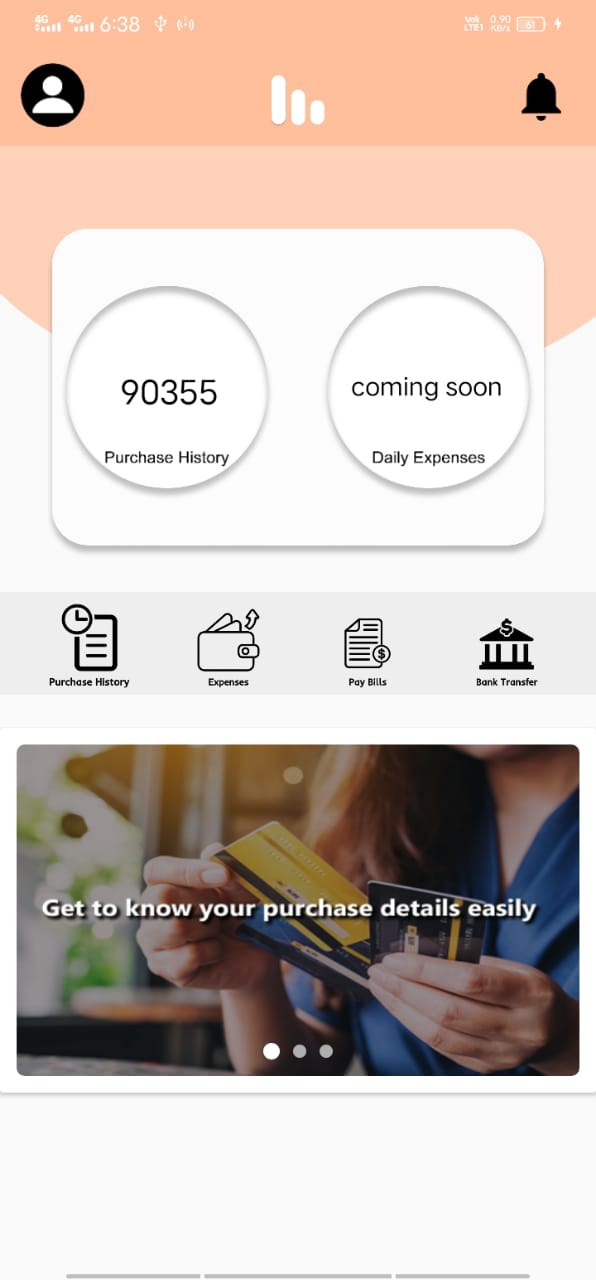 4G 4G 6:38 VoLTE1 0.90 KB/s 61
90355
coming soon
Purchase History
Daily Expenses
Purchase History
Expenses
Pay Bills
Bank Transfer
Get to know your purchase details easily